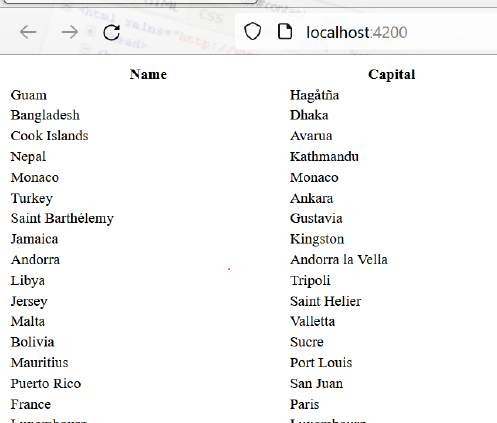 localhost:4200
Name Capital
Guam Hagåtña
Bangladesh Dhaka
Cook Islands Avarua
Nepal Kathmandu
Monaco Monaco
Turkey Ankara
Saint Barthélemy Gustavia
Jamaica Kingston
Andorra Andorra la Vella
Libya Tripoli
Jersey Saint Helier
Malta Valletta
Bolivia Sucre
Mauritius Port Louis
Puerto Rico San Juan
France Paris
Luxembourg Luxembourg